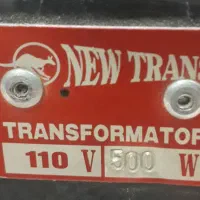 NEW TRANS
TRANSFORMATOR
110 V 500 W